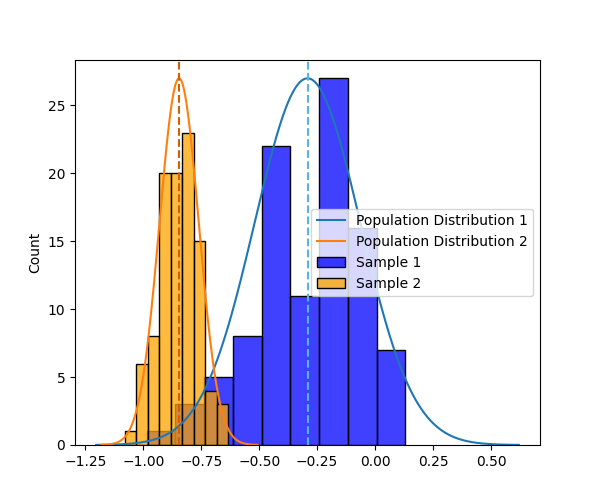 25
20
15
10
5
0
Count
Population Distribution 1
Population Distribution 2
Sample 1
Sample 2
−1.25 −1.00 −0.75 −0.50 −0.25 0.00 0.25 0.50